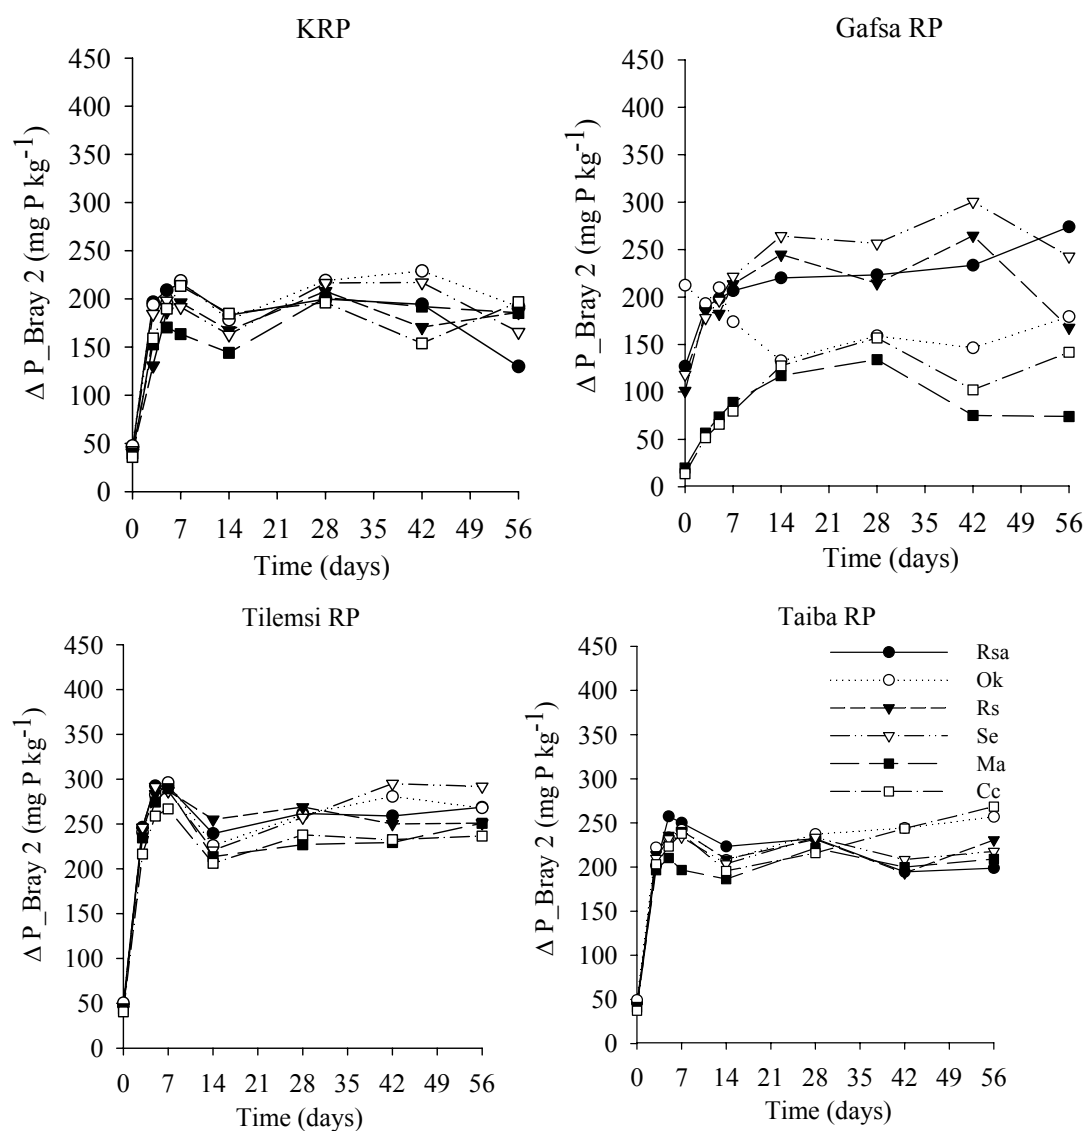 KRP
450
400
350
300
250
200
150
100
50
0
Δ P_Bray 2 (mg P kg⁻¹)
0 7 14 21 28 35 42 49 56
Time (days)
Gafsa RP
450
400
350
300
250
200
150
100
50
0
Δ P_Bray 2 (mg P kg⁻¹)
0 7 14 21 28 35 42 49 56
Time (days)
Tilemsi RP
450
400
350
300
250
200
150
100
50
0
Δ P_Bray 2 (mg P kg⁻¹)
0 7 14 21 28 35 42 49 56
Time (days)
Taiba RP
450
400
350
300
250
200
150
100
50
0
Δ P_Bray 2 (mg P kg⁻¹)
0 7 14 21 28 35 42 49 56
Time (days)
Rsa
Ok
Rs
Se
Ma
Cc